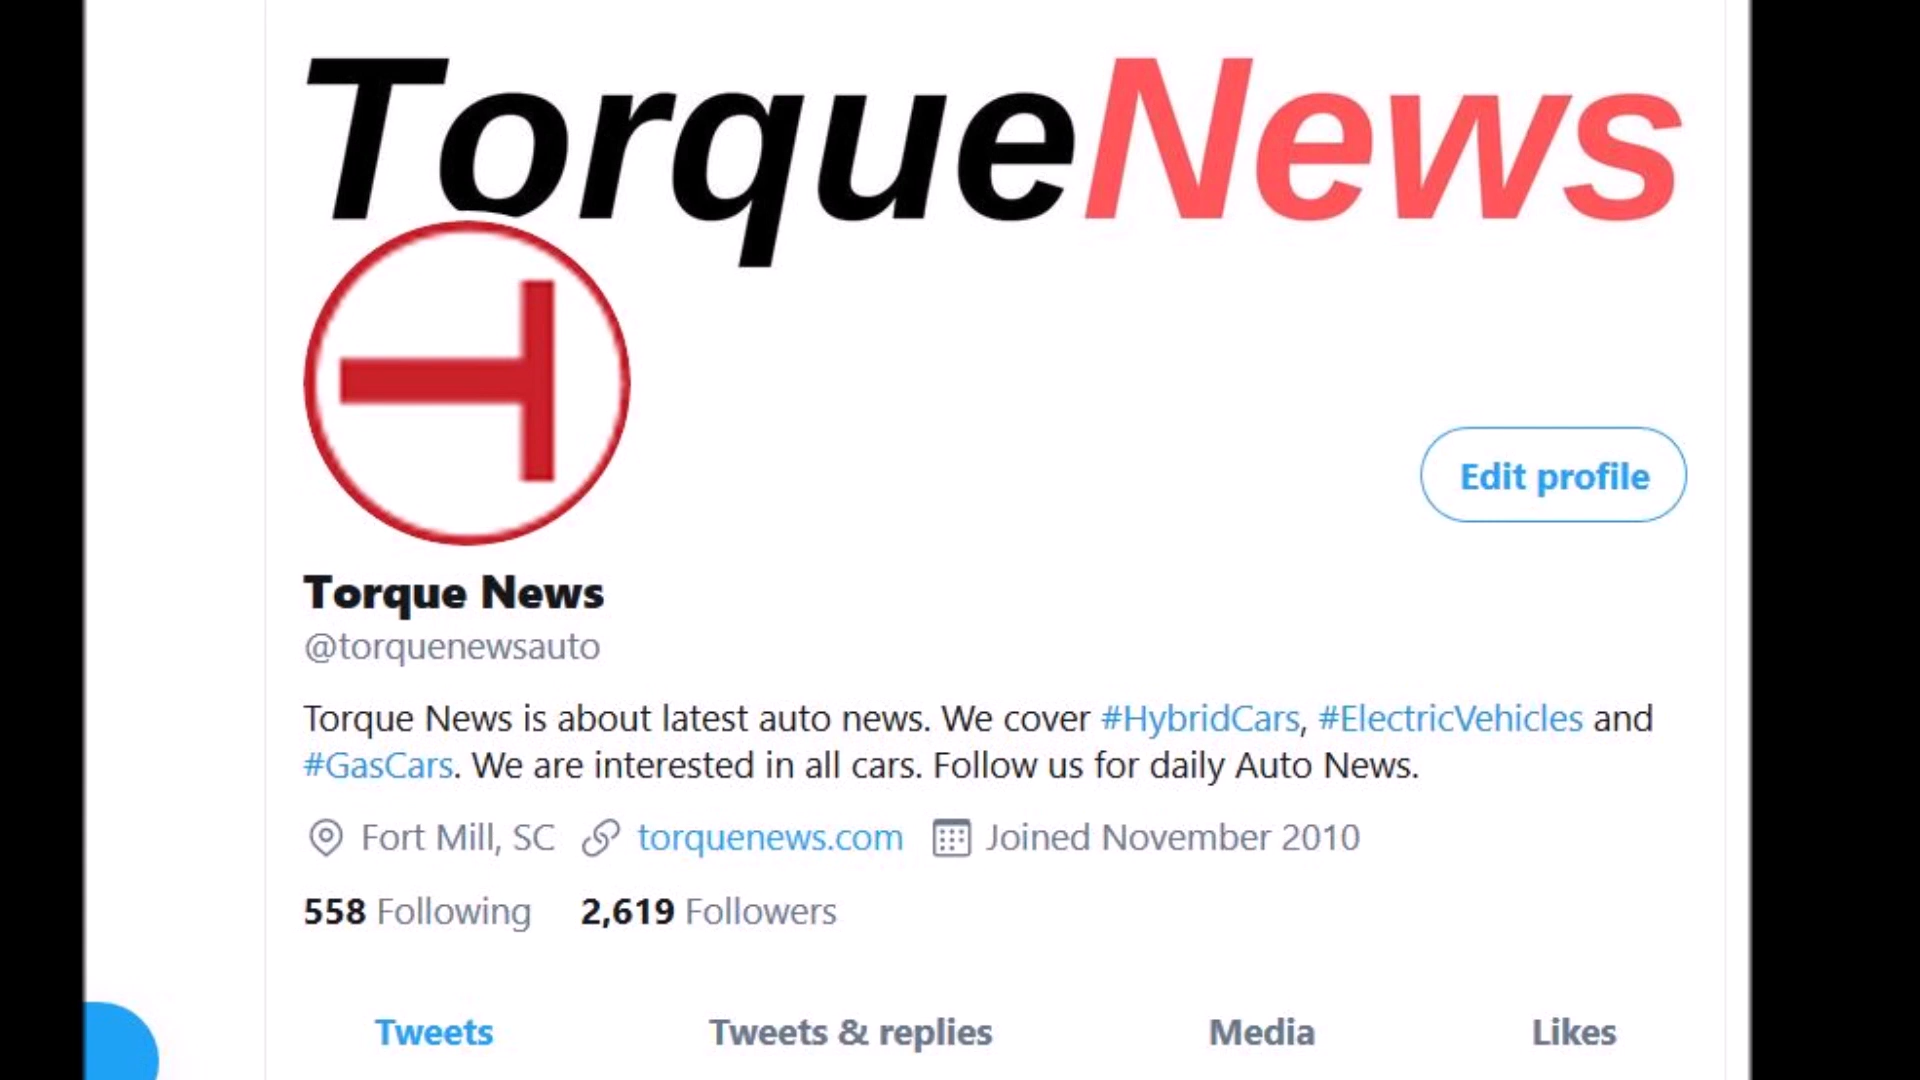 TorqueNews
T
Edit profile
Torque News
@torquenewsauto
Torque News is about latest auto news. We cover #HybridCars, #ElectricVehicles and
#GasCars. We are interested in all cars. Follow us for daily Auto News.
Fort Mill, SC torquenews.com Joined November 2010
558 Following 2,619 Followers
Tweets Tweets & replies Media Likes